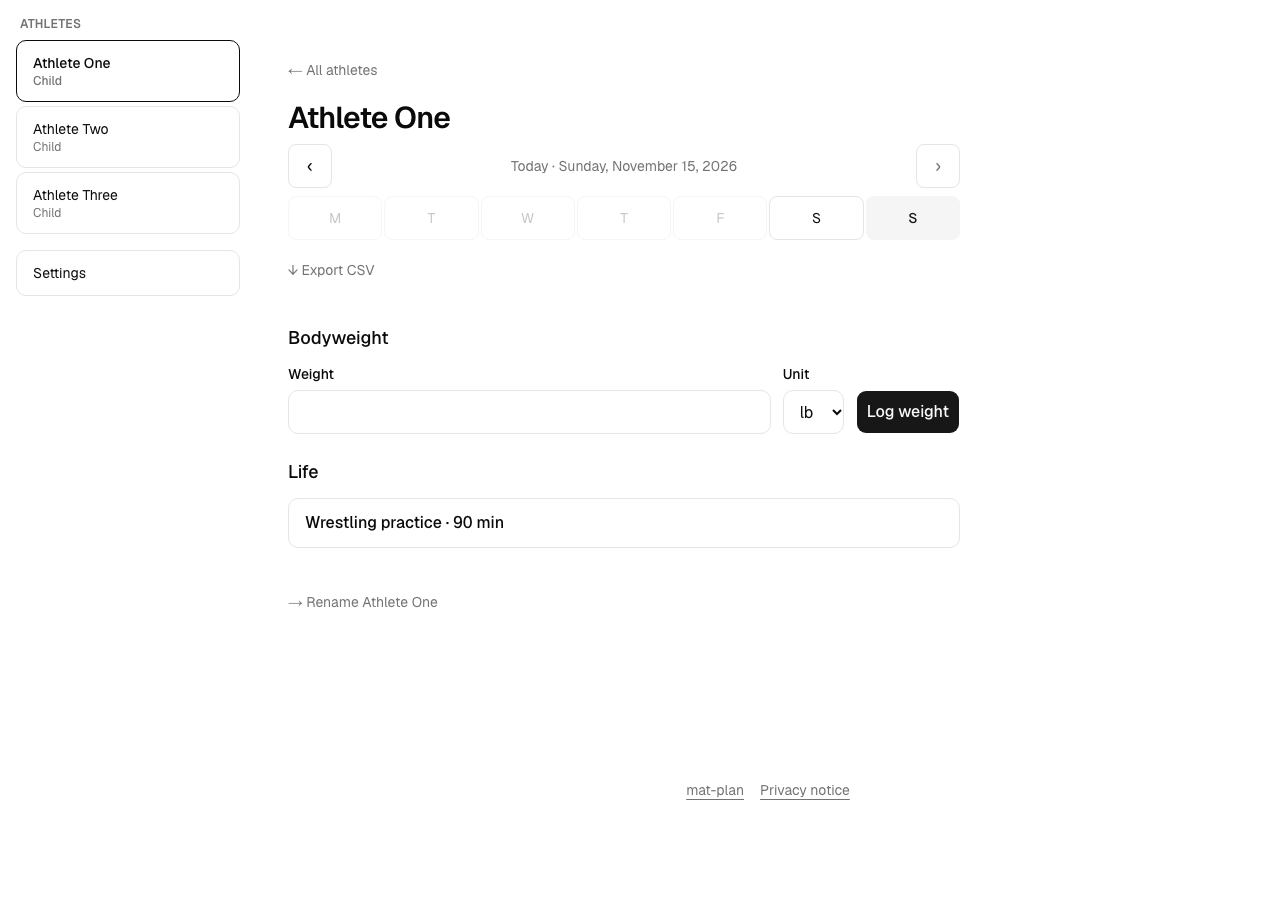 ATHLETES
Athlete One
Child
Athlete Two
Child
Athlete Three
Child
Settings
← All athletes
Athlete One
‹
Today · Sunday, November 15, 2026
›
M T W T F S S
↓ Export CSV
Bodyweight
Weight
Unit
lb
Log weight
Life
Wrestling practice · 90 min
→ Rename Athlete One
mat-plan
Privacy notice